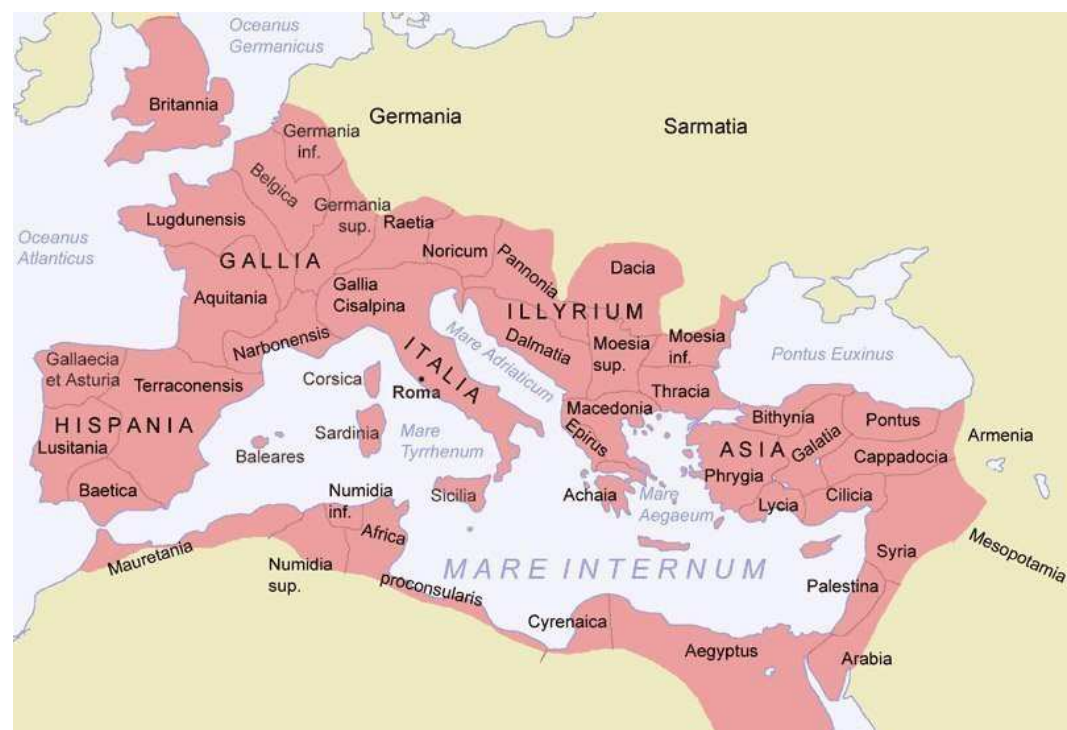 Oceanus
Germanicus
Britannia
Germania
Sarmatia
Germania
inf.
Belgica
Germania
sup.
Lugdunensis
Raetia
Oceanus
Atlanticus
Noricum
Pannonia
GALLIA
Dacia
Gallia
Cisalpina
Aquitania
ILLYRIUM
Narbonensis
Mare Adriaticum
Dalmatia
Moesia
sup.
Moesia
inf.
Pontus Euxinus
Gallaecia
et Asturia
Terraconensis
Corsica
ITALIA
Roma
Thracia
Macedonia
Bithynia
Pontus
HISPANIA
Sardinia
Mare
Tyrrhenum
Epirus
ASIA
Galatia
Armenia
Lusitania
Baleares
Cappadocia
Phrygia
Baetica
Numidia
inf.
Sicilia
Achaia
Mare
Aegaeum
Lycia
Cilicia
Africa
Mauretania
Numidia
sup.
proconsularis
MARE INTERNUM
Syria
Mesopotamia
Palestina
Cyrenaica
Aegyptus
Arabia